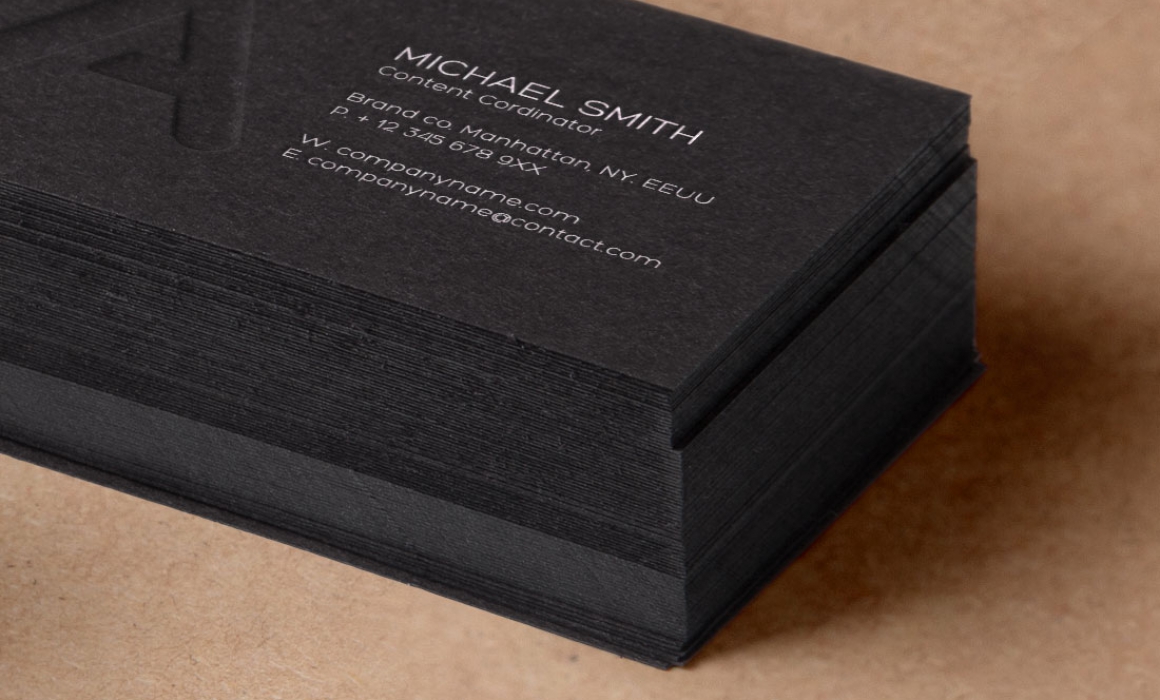 MICHAEL SMITH
Content Cordinator
Brand co. Manhattan, NY. EEUU
P. + 12 345 678 9XX
W. companyname.com
E. companyname@contact.com